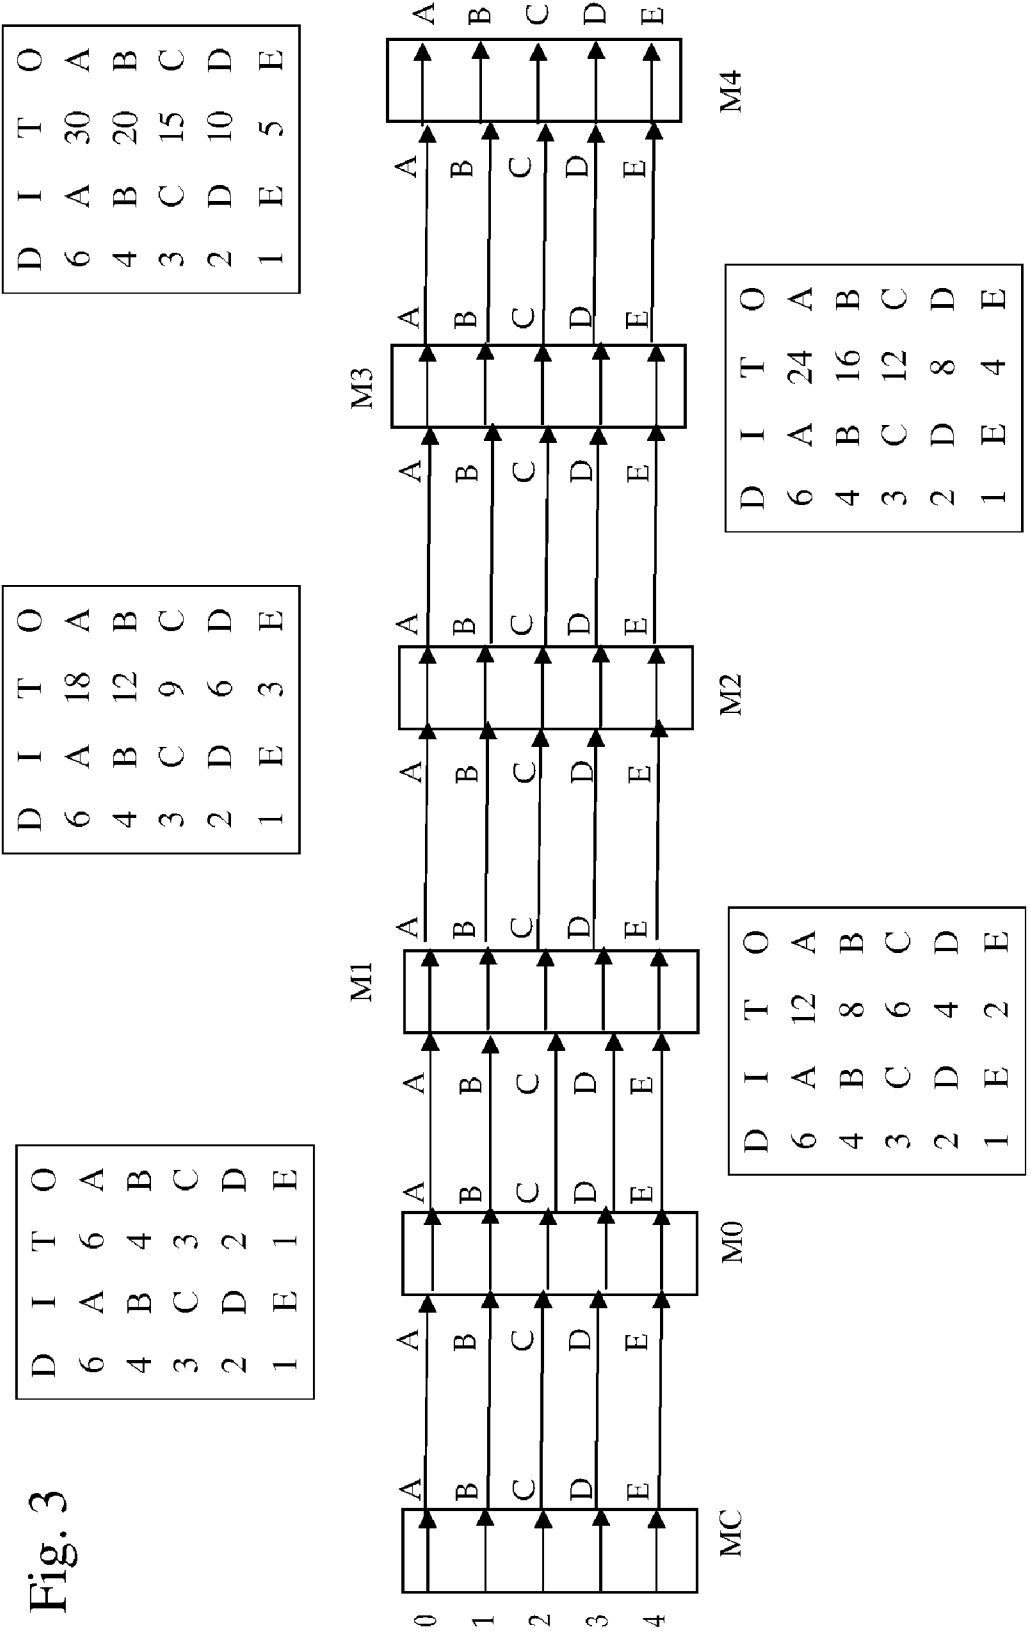 Fig. 3
D I T O
6 A 6 A
4 B 4 B
3 C 3 C
2 D 2 D
1 E 1 E
D I T O
6 A 18 A
4 B 12 B
3 C 9 C
2 D 6 D
1 E 3 E
D I T O
6 A 30 A
4 B 20 B
3 C 15 C
2 D 10 D
1 E 5 E
M1 M3
0 A A A A A A A A A A A
1 B B B B B B B B B B B
2 C C C C C C C C C C C
3 D D D D D D D D D D D
4 E E E E E E E E E E E
MC M0 M2 M4
D I T O
6 A 12 A
4 B 8 B
3 C 6 C
2 D 4 D
1 E 2 E
D I T O
6 A 24 A
4 B 16 B
3 C 12 C
2 D 8 D
1 E 4 E